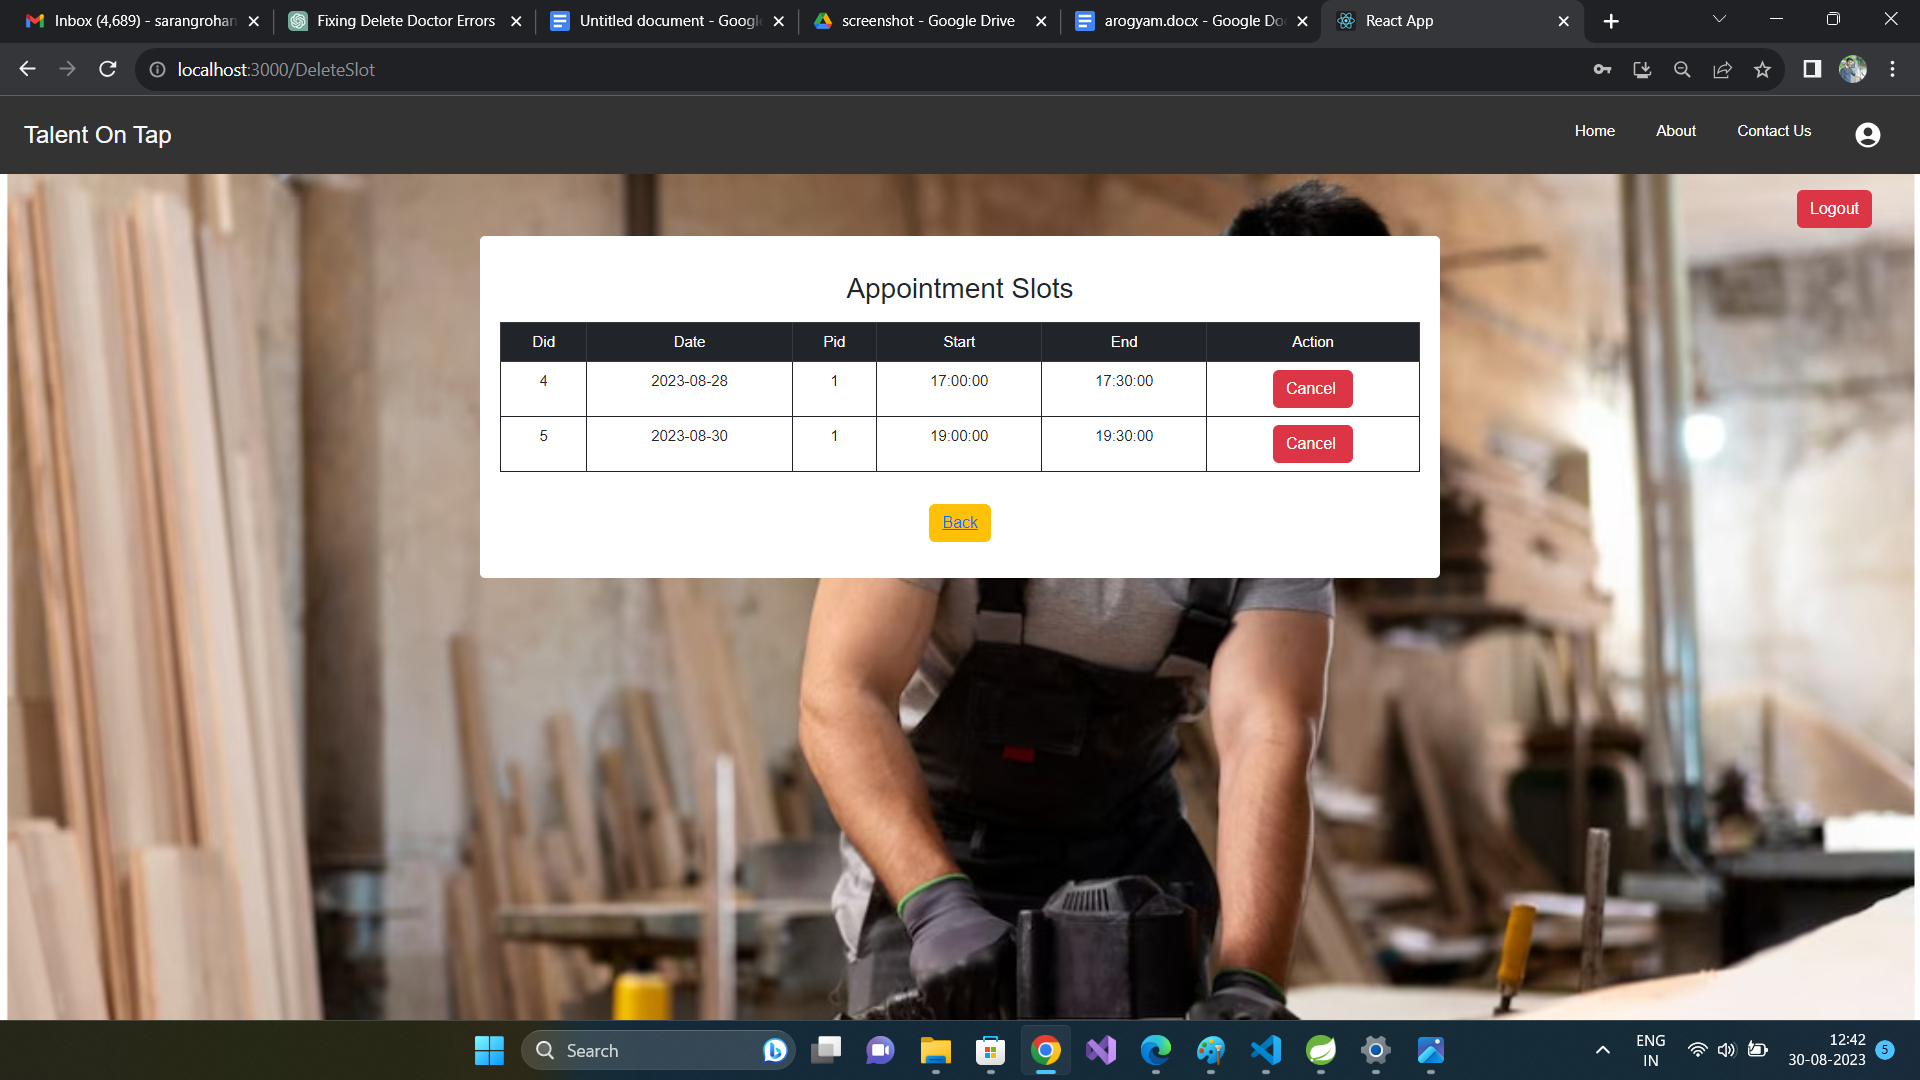 Inbox (4,689) - sarangrohan
Fixing Delete Doctor Errors
Untitled document - Google
screenshot - Google Drive
arogyam.docx - Google Do
React App
localhost:3000/DeleteSlot
Talent On Tap
Home About Contact Us
Logout
Appointment Slots
Did Date Pid Start End Action
4 2023-08-28 1 17:00:00 17:30:00 Cancel
5 2023-08-30 1 19:00:00 19:30:00 Cancel
Back
Search
ENG
IN
12:42
30-08-2023
5